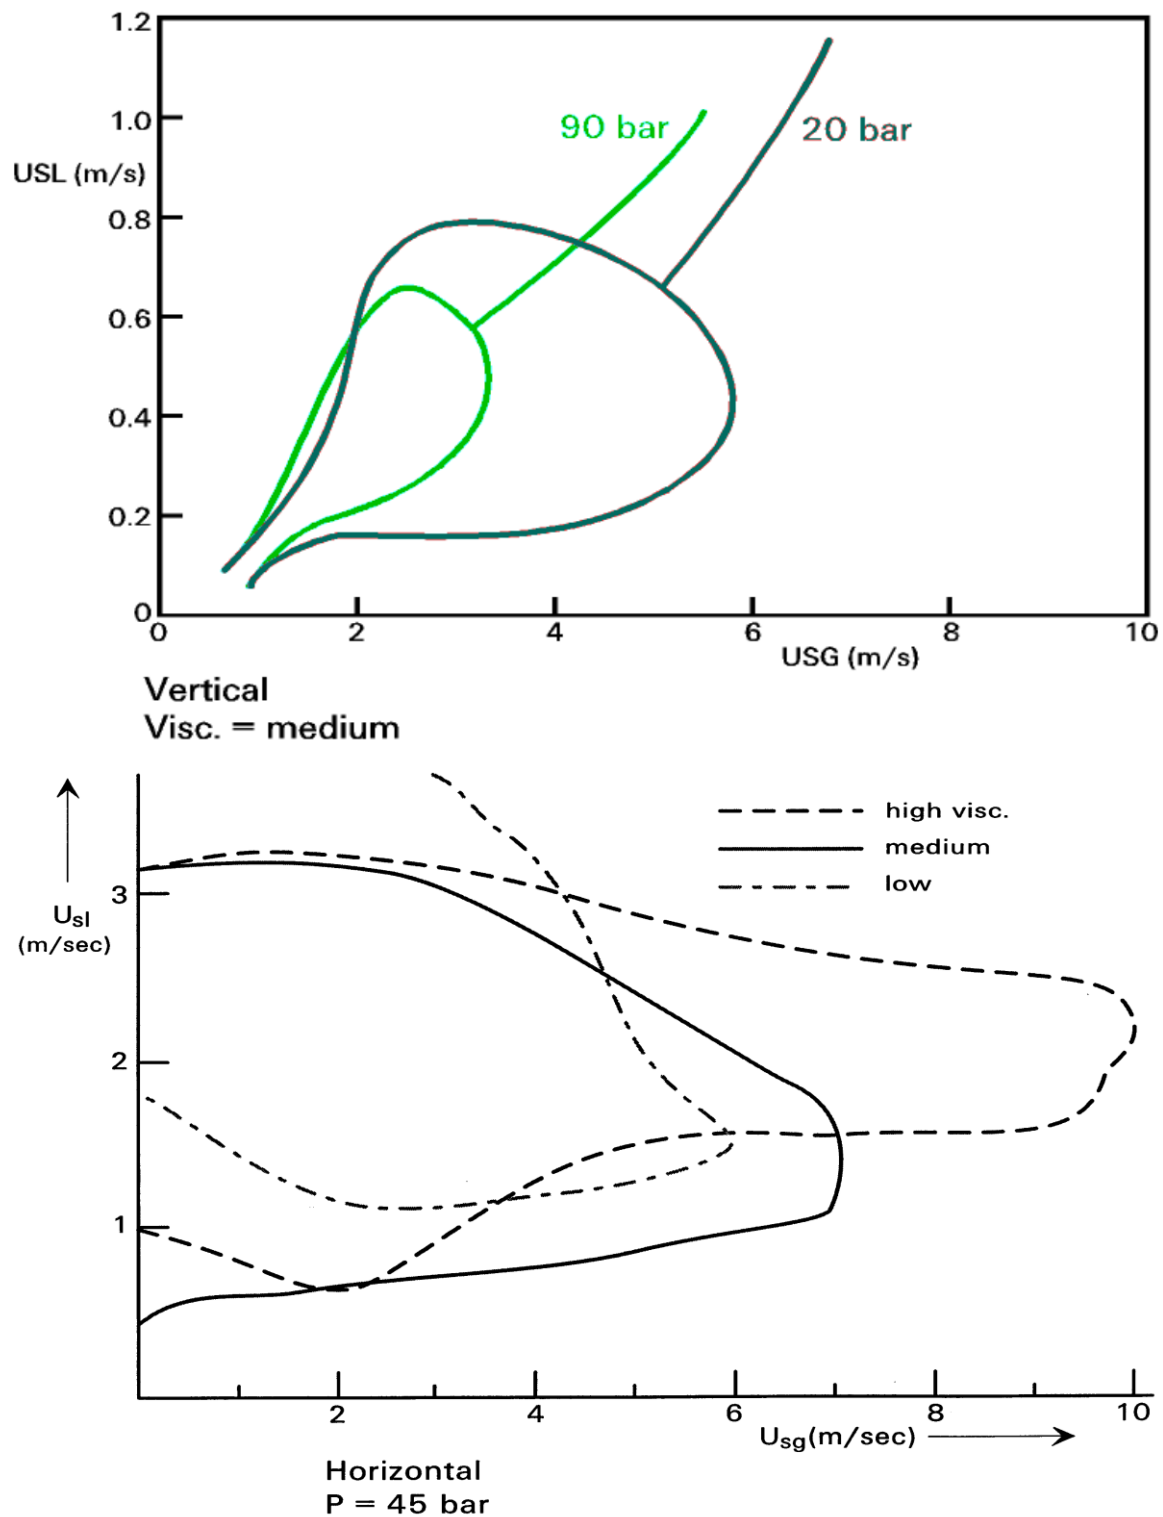 1.2
1.0
90 bar
20 bar
USL (m/s)
0.8
0.6
0.4
0.2
0
0 2 4 6 8 10
USG (m/s)
Vertical
Visc. = medium
high visc.
medium
low
3
Usl
(m/sec)
2
1
2 4 6 8 10
Usg(m/sec)
Horizontal
P = 45 bar